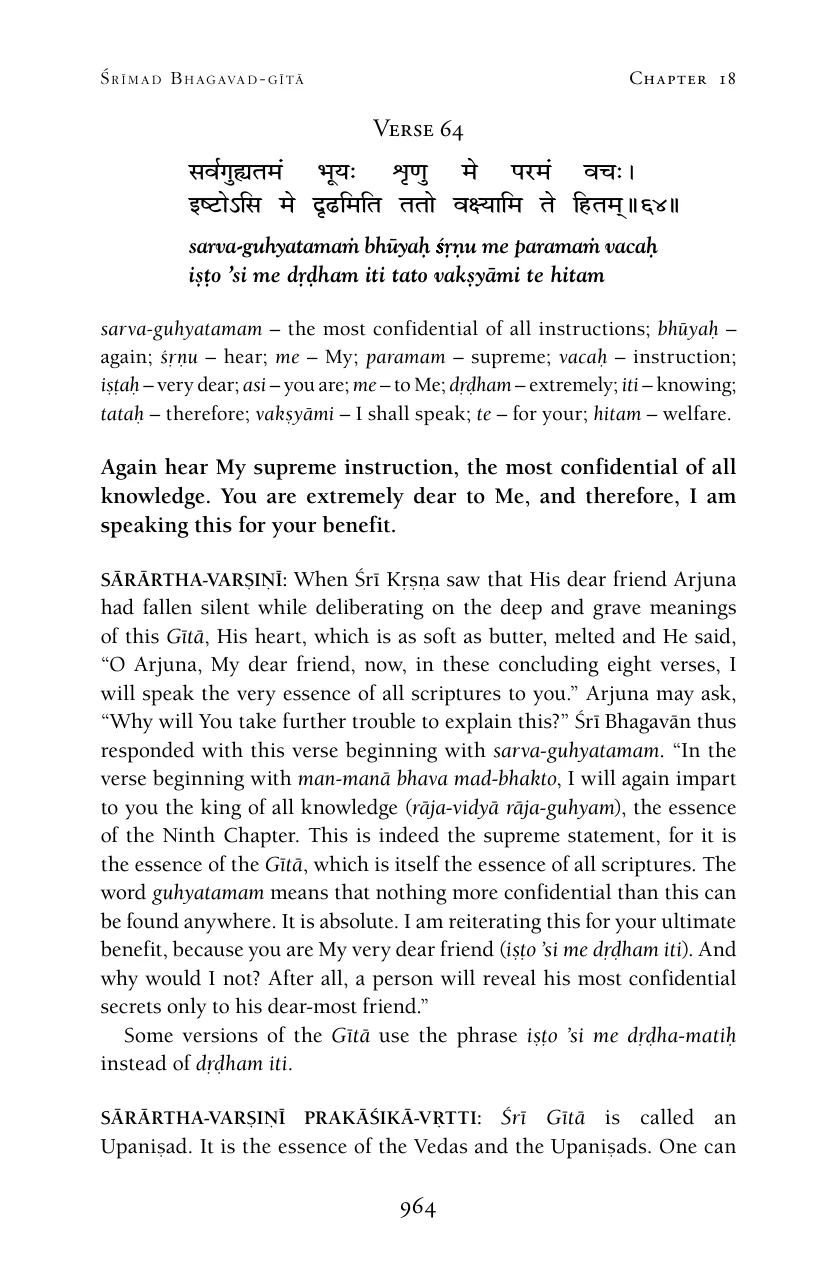 Śrīmad Bhagavad-gītā Chapter 18
Verse 64
सर्वगुह्यतमं भूयः शृणु मे परमं वचः।
इष्टोऽसि मे दृढमिति ततो वक्ष्यामि ते हितम्॥६४॥
sarva-guhyatamaṁ bhūyaḥ śṛṇu me paramaṁ vacaḥ
iṣṭo ’si me dṛḍham iti tato vakṣyāmi te hitam
sarva-guhyatamam – the most confidential of all instructions; bhūyaḥ –
again; śṛṇu – hear; me – My; paramam – supreme; vacaḥ – instruction;
iṣṭaḥ – very dear; asi – you are; me – to Me; dṛḍham – extremely; iti – knowing;
tataḥ – therefore; vakṣyāmi – I shall speak; te – for your; hitam – welfare.
Again hear My supreme instruction, the most confidential of all
knowledge. You are extremely dear to Me, and therefore, I am
speaking this for your benefit.
SĀRĀRTHA-VARṢIṆĪ: When Śrī Kṛṣṇa saw that His dear friend Arjuna
had fallen silent while deliberating on the deep and grave meanings
of this Gītā, His heart, which is as soft as butter, melted and He said,
“O Arjuna, My dear friend, now, in these concluding eight verses, I
will speak the very essence of all scriptures to you.” Arjuna may ask,
“Why will You take further trouble to explain this?” Śrī Bhagavān thus
responded with this verse beginning with sarva-guhyatamam. “In the
verse beginning with man-manā bhava mad-bhakto, I will again impart
to you the king of all knowledge (rāja-vidyā rāja-guhyam), the essence
of the Ninth Chapter. This is indeed the supreme statement, for it is
the essence of the Gītā, which is itself the essence of all scriptures. The
word guhyatamam means that nothing more confidential than this can
be found anywhere. It is absolute. I am reiterating this for your ultimate
benefit, because you are My very dear friend (iṣṭo ’si me dṛḍham iti). And
why would I not? After all, a person will reveal his most confidential
secrets only to his dear-most friend.”
Some versions of the Gītā use the phrase iṣṭo ’si me dṛḍha-matiḥ
instead of dṛḍham iti.
SĀRĀRTHA-VARṢIṆĪ PRAKĀŚIKĀ-VṚTTI: Śrī Gītā is called an
Upaniṣad. It is the essence of the Vedas and the Upaniṣads. One can
964